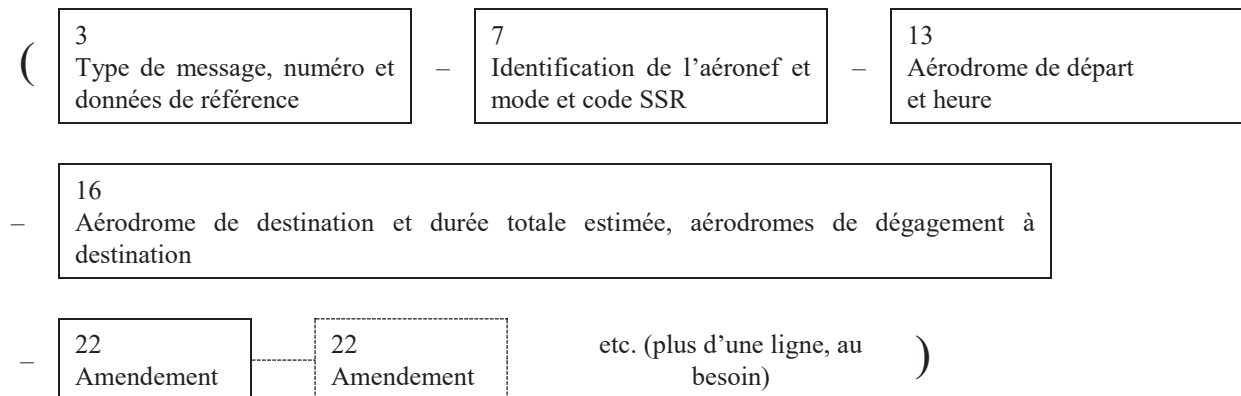 ( 3 – 7 – 13
Type de message, numéro et Identification de l’aéronef et Aérodrome de départ
données de référence mode et code SSR et heure
– 16
Aérodrome de destination et durée totale estimée, aérodromes de dégagement à
destination
– 22 22 etc. (plus d’une ligne, au )
Amendement Amendement besoin)